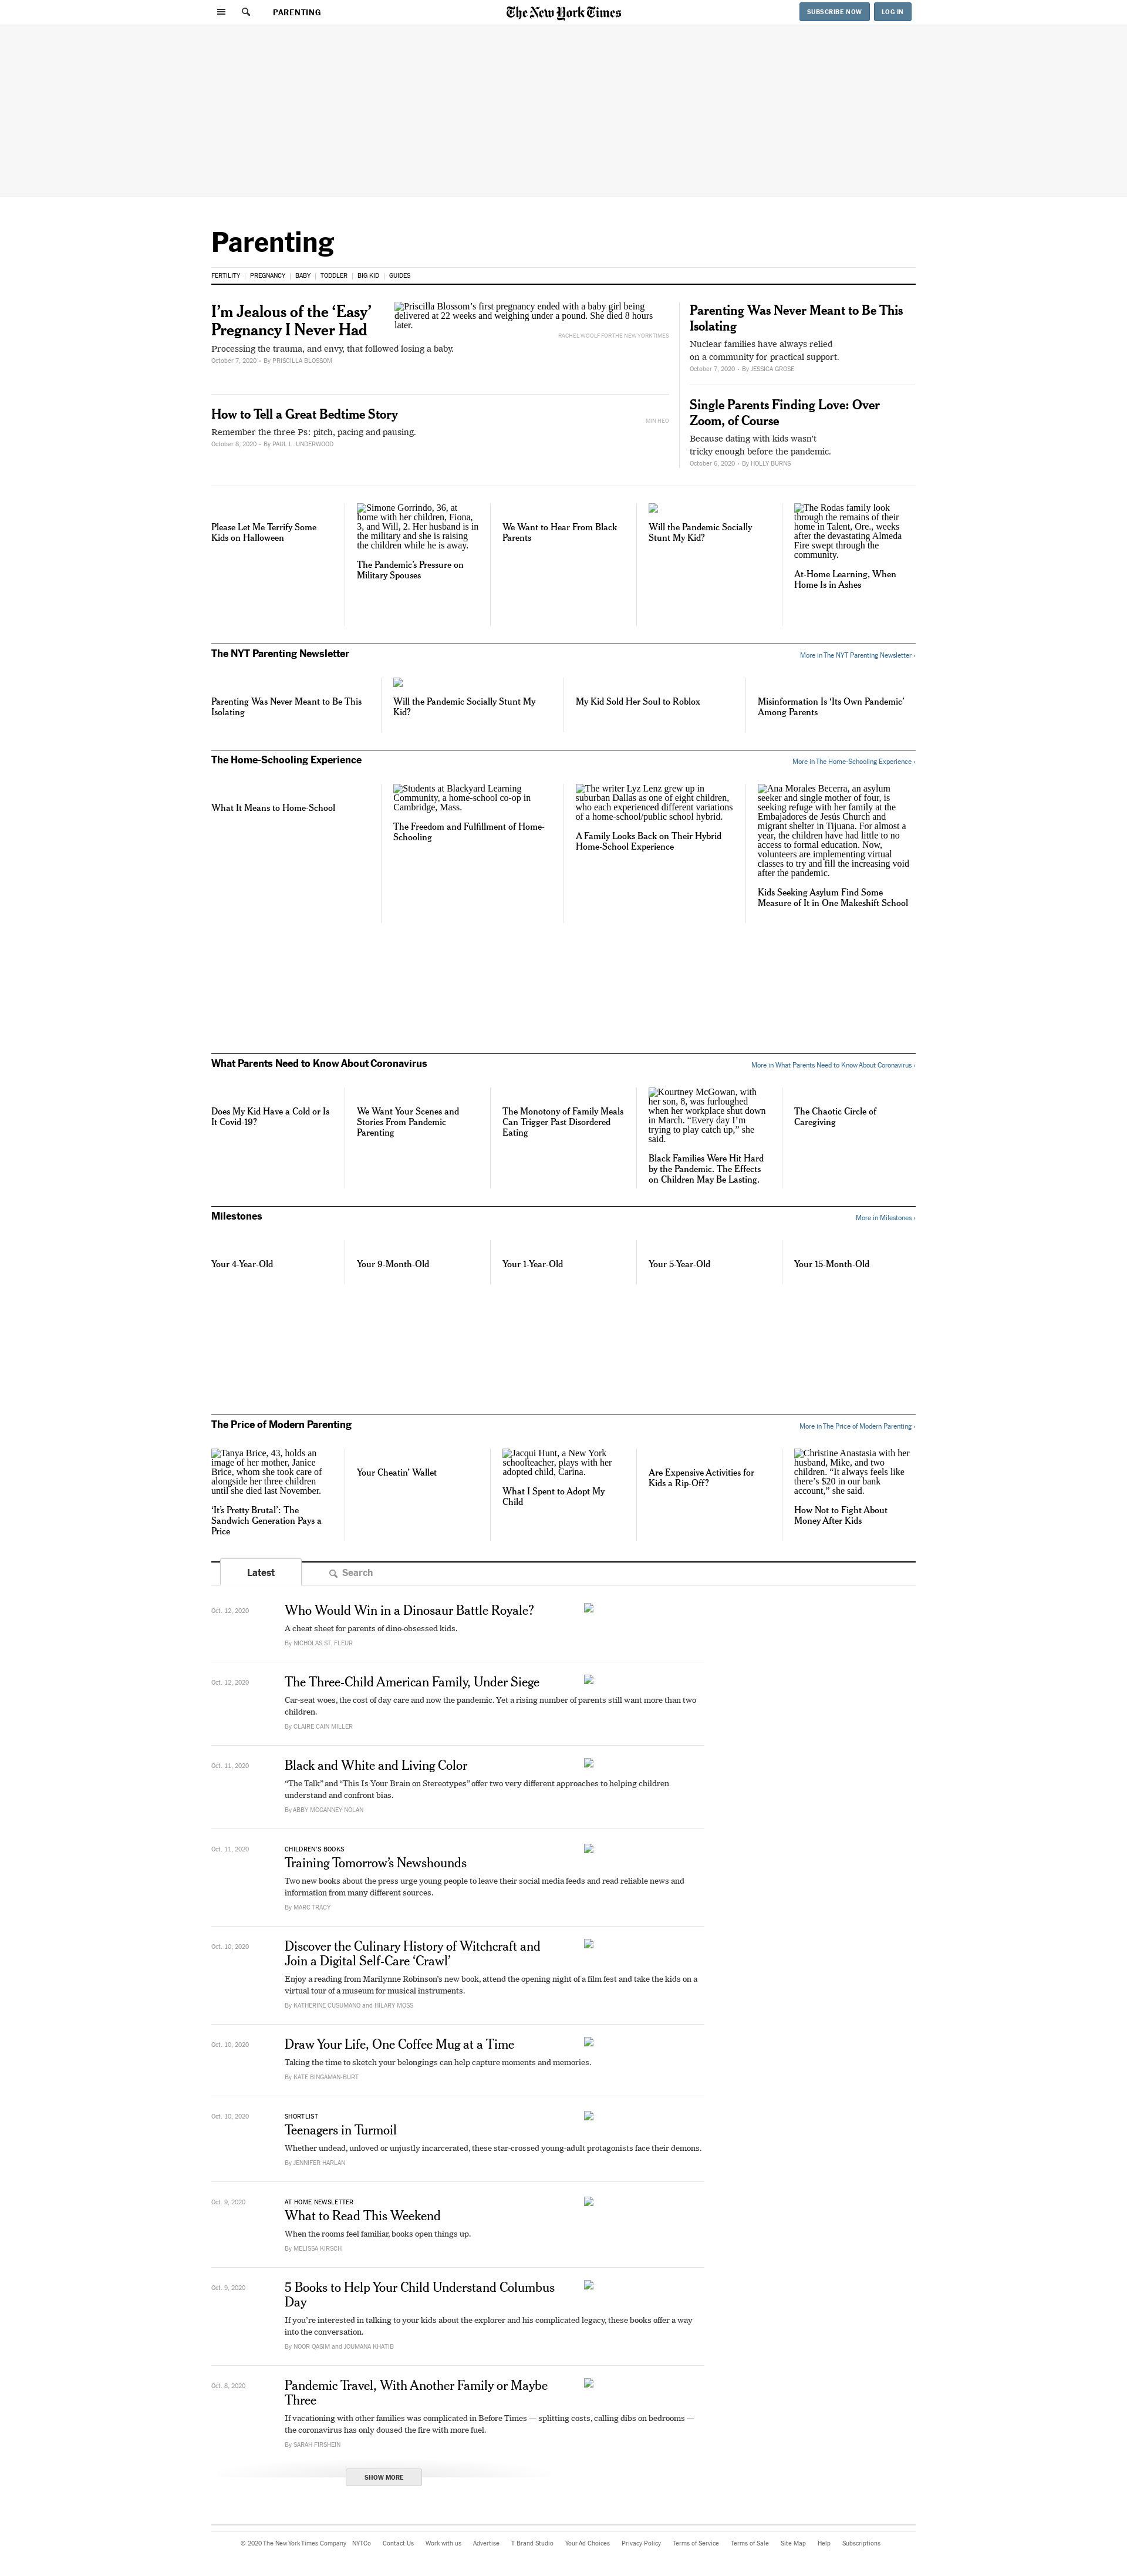 PARENTING
The New York Times
SUBSCRIBE NOW
LOG IN
Parenting
FERTILITY
PREGNANCY
BABY
TODDLER
BIG KID
GUIDES
I’m Jealous of the ‘Easy’
Pregnancy I Never Had
Processing the trauma, and envy, that followed losing a baby.
October 7, 2020 • By PRISCILLA BLOSSOM
Priscilla Blossom’s first pregnancy ended with a baby girl being
delivered at 22 weeks and weighing under a pound. She died 8 hours
later.
RACHEL WOOLF FOR THE NEW YORK TIMES
How to Tell a Great Bedtime Story
Remember the three Ps: pitch, pacing and pausing.
October 8, 2020 • By PAUL L. UNDERWOOD
MIN HEO
Parenting Was Never Meant to Be This
Isolating
Nuclear families have always relied
on a community for practical support.
October 7, 2020 • By JESSICA GROSE
Single Parents Finding Love: Over
Zoom, of Course
Because dating with kids wasn’t
tricky enough before the pandemic.
October 6, 2020 • By HOLLY BURNS
Please Let Me Terrify Some
Kids on Halloween
Simone Gorrindo, 36, at
home with her children, Fiona,
3, and Will, 2. Her husband is in
the military and she is raising
the children while he is away.
The Pandemic’s Pressure on
Military Spouses
We Want to Hear From Black
Parents
Will the Pandemic Socially
Stunt My Kid?
The Rodas family look
through the remains of their
home in Talent, Ore., weeks
after the devastating Almeda
Fire swept through the
community.
At-Home Learning, When
Home Is in Ashes
The NYT Parenting Newsletter
More in The NYT Parenting Newsletter ›
Parenting Was Never Meant to Be This
Isolating
Will the Pandemic Socially Stunt My
Kid?
My Kid Sold Her Soul to Roblox
Misinformation Is ‘Its Own Pandemic’
Among Parents
The Home-Schooling Experience
More in The Home-Schooling Experience ›
What It Means to Home-School
Students at Blackyard Learning
Community, a home-school co-op in
Cambridge, Mass.
The Freedom and Fulfillment of Home-
Schooling
The writer Lyz Lenz grew up in
suburban Dallas as one of eight children,
who each experienced different variations
of a home-school/public school hybrid.
A Family Looks Back on Their Hybrid
Home-School Experience
Ana Morales Becerra, an asylum
seeker and single mother of four, is
seeking refuge with her family at the
Embajadores de Jesús Church and
migrant shelter in Tijuana. For almost a
year, the children have had little to no
access to formal education. Now,
volunteers are implementing virtual
classes to try and fill the increasing void
after the pandemic.
Kids Seeking Asylum Find Some
Measure of It in One Makeshift School
What Parents Need to Know About Coronavirus
More in What Parents Need to Know About Coronavirus ›
Does My Kid Have a Cold or Is
It Covid-19?
We Want Your Scenes and
Stories From Pandemic
Parenting
The Monotony of Family Meals
Can Trigger Past Disordered
Eating
Kourtney McGowan, with
her son, 8, was furloughed
when her workplace shut down
in March. “Every day I’m
trying to play catch up,” she
said.
Black Families Were Hit Hard
by the Pandemic. The Effects
on Children May Be Lasting.
The Chaotic Circle of
Caregiving
Milestones
More in Milestones ›
Your 4-Year-Old
Your 9-Month-Old
Your 1-Year-Old
Your 5-Year-Old
Your 15-Month-Old
The Price of Modern Parenting
More in The Price of Modern Parenting ›
Tanya Brice, 43, holds an
image of her mother, Janice
Brice, whom she took care of
alongside her three children
until she died last November.
‘It’s Pretty Brutal’: The
Sandwich Generation Pays a
Price
Your Cheatin’ Wallet
Jacqui Hunt, a New York
schoolteacher, plays with her
adopted child, Carina.
What I Spent to Adopt My
Child
Are Expensive Activities for
Kids a Rip-Off?
Christine Anastasia with her
husband, Mike, and two
children. “It always feels like
there’s $20 in our bank
account,” she said.
How Not to Fight About
Money After Kids
Latest
Search
Oct. 12, 2020
Who Would Win in a Dinosaur Battle Royale?
A cheat sheet for parents of dino-obsessed kids.
By NICHOLAS ST. FLEUR
Oct. 12, 2020
The Three-Child American Family, Under Siege
Car-seat woes, the cost of day care and now the pandemic. Yet a rising number of parents still want more than two
children.
By CLAIRE CAIN MILLER
Oct. 11, 2020
Black and White and Living Color
“The Talk” and “This Is Your Brain on Stereotypes” offer two very different approaches to helping children
understand and confront bias.
By ABBY MCGANNEY NOLAN
Oct. 11, 2020
CHILDREN’S BOOKS
Training Tomorrow’s Newshounds
Two new books about the press urge young people to leave their social media feeds and read reliable news and
information from many different sources.
By MARC TRACY
Oct. 10, 2020
Discover the Culinary History of Witchcraft and
Join a Digital Self-Care ‘Crawl’
Enjoy a reading from Marilynne Robinson’s new book, attend the opening night of a film fest and take the kids on a
virtual tour of a museum for musical instruments.
By KATHERINE CUSUMANO and HILARY MOSS
Oct. 10, 2020
Draw Your Life, One Coffee Mug at a Time
Taking the time to sketch your belongings can help capture moments and memories.
By KATE BINGAMAN-BURT
Oct. 10, 2020
SHORTLIST
Teenagers in Turmoil
Whether undead, unloved or unjustly incarcerated, these star-crossed young-adult protagonists face their demons.
By JENNIFER HARLAN
Oct. 9, 2020
AT HOME NEWSLETTER
What to Read This Weekend
When the rooms feel familiar, books open things up.
By MELISSA KIRSCH
Oct. 9, 2020
5 Books to Help Your Child Understand Columbus
Day
If you’re interested in talking to your kids about the explorer and his complicated legacy, these books offer a way
into the conversation.
By NOOR QASIM and JOUMANA KHATIB
Oct. 8, 2020
Pandemic Travel, With Another Family or Maybe
Three
If vacationing with other families was complicated in Before Times — splitting costs, calling dibs on bedrooms —
the coronavirus has only doused the fire with more fuel.
By SARAH FIRSHEIN
SHOW MORE
© 2020 The New York Times Company
NYTCo
Contact Us
Work with us
Advertise
T Brand Studio
Your Ad Choices
Privacy Policy
Terms of Service
Terms of Sale
Site Map
Help
Subscriptions